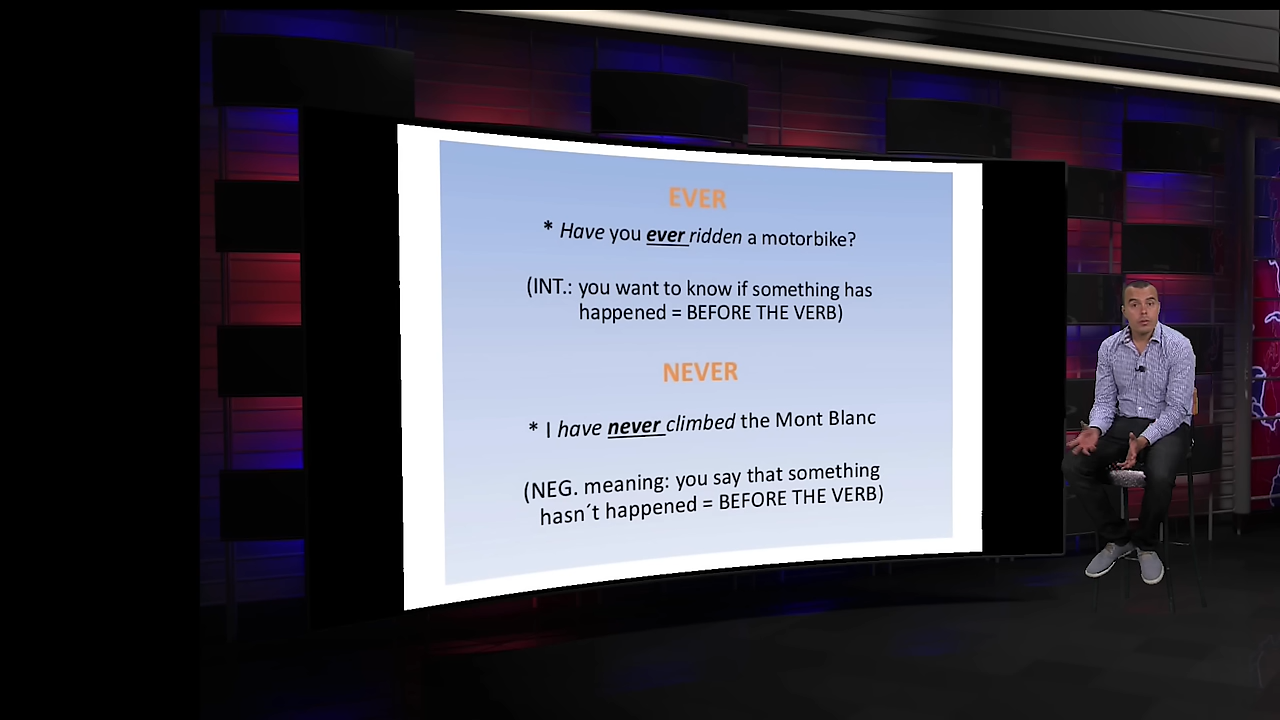 EVER
* Have you ever ridden a motorbike?
(INT.: you want to know if something has
happened = BEFORE THE VERB)
NEVER
* I have never climbed the Mont Blanc
(NEG. meaning: you say that something
hasn´t happened = BEFORE THE VERB)